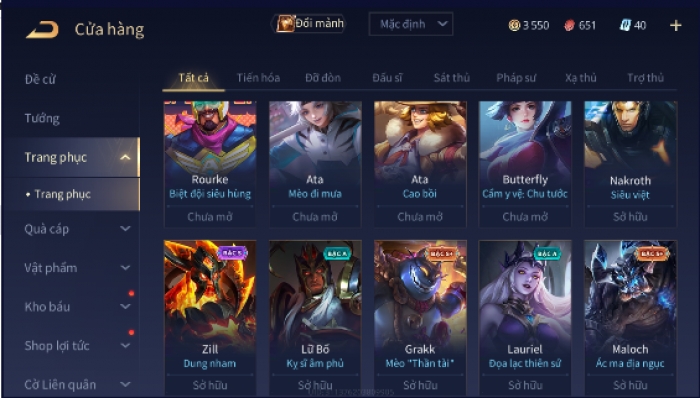 Cửa hàng
Đổi mảnh
Mặc định
3 550
651
40
Đề cử
Tướng
Trang phục
• Trang phục
Quà cáp
Vật phẩm
Kho báu
Shop lợi tức
Cờ Liên quân
Tất cả
Tiến hóa
Đỡ đòn
Đấu sĩ
Sát thủ
Pháp sư
Xạ thủ
Trợ thủ
Rourke
Biệt đội siêu hùng
Chưa mở
Ata
Mèo đi mưa
Chưa mở
Ata
Cao bồi
Chưa mở
Butterfly
Cẩm y vệ: Chu tước
Chưa mở
Nakroth
Siêu việt
Sở hữu
BẬC S
Zill
Dung nham
Sở hữu
BẬC A
Lữ Bố
Kỵ sĩ âm phủ
Sở hữu
BẬC S+
Grakk
Mèo "Thần tài"
Sở hữu
BẬC A
Lauriel
Đọa lạc thiên sứ
Sở hữu
BẬC S+
Maloch
Ác ma địa ngục
Sở hữu